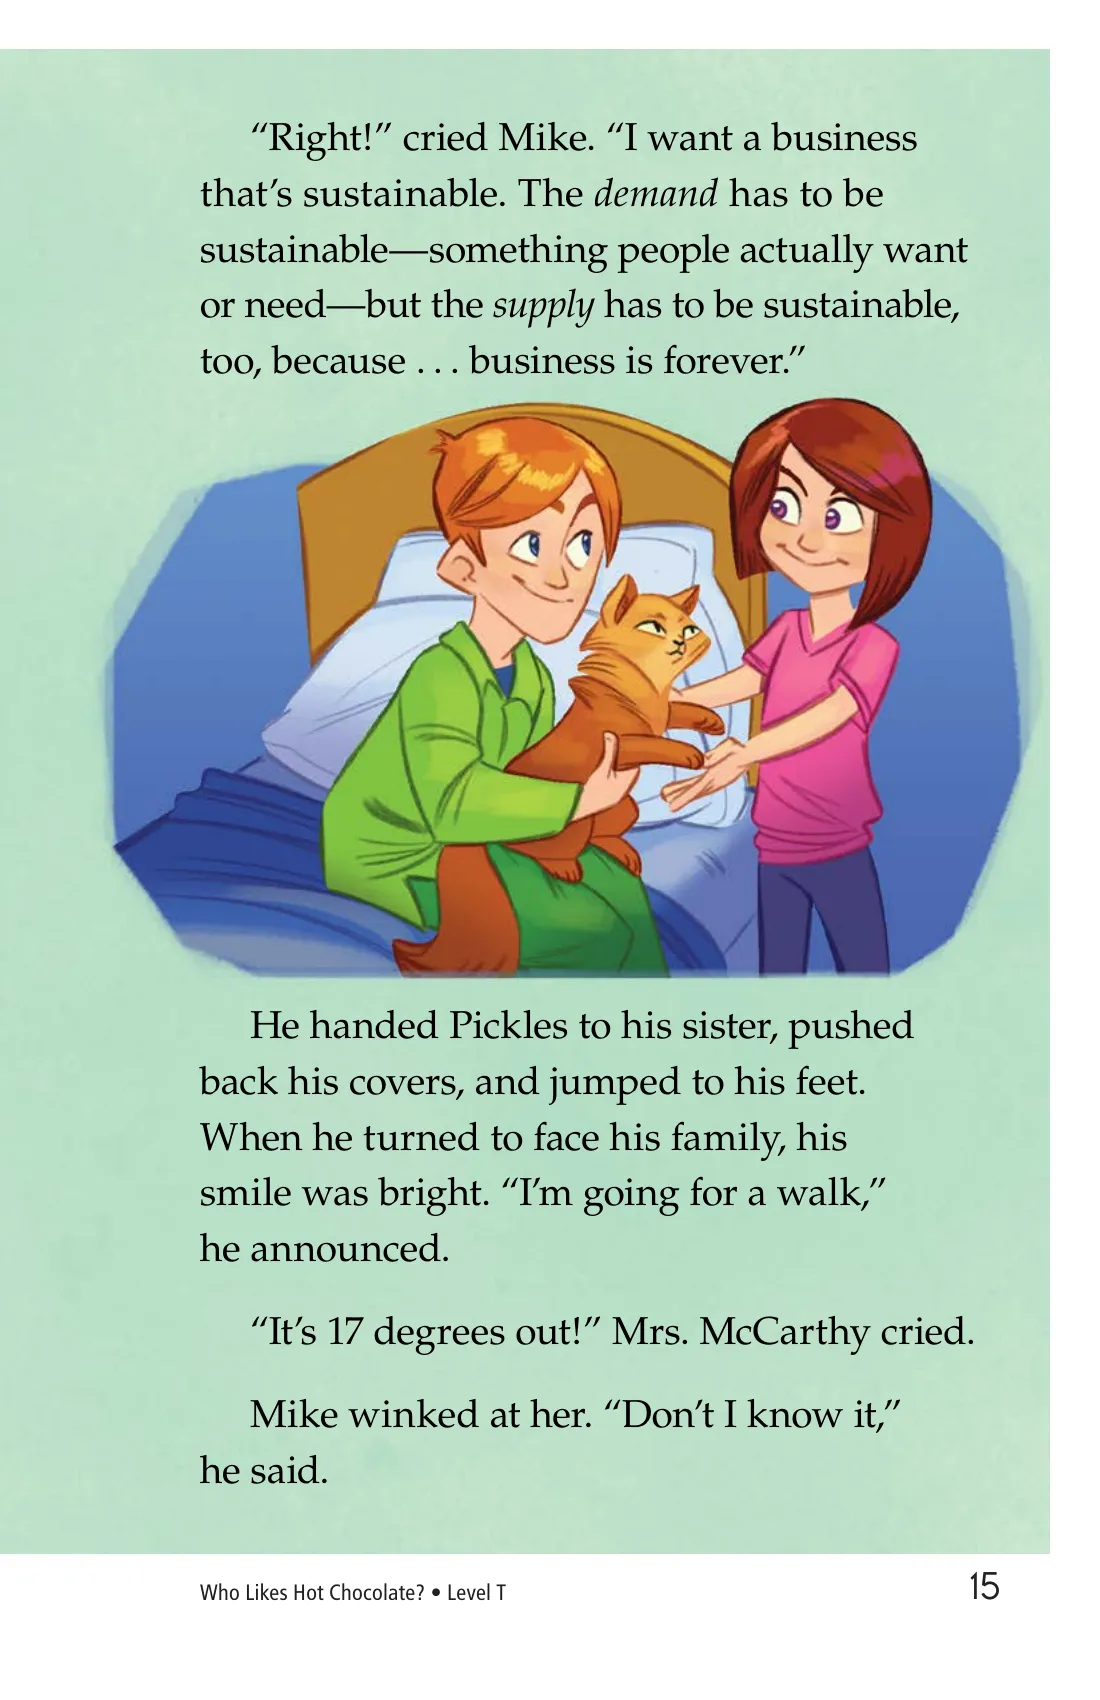 “Right!” cried Mike. “I want a business
that’s sustainable. The demand has to be
sustainable—something people actually want
or need—but the supply has to be sustainable,
too, because . . . business is forever.”
He handed Pickles to his sister, pushed
back his covers, and jumped to his feet.
When he turned to face his family, his
smile was bright. “I’m going for a walk,”
he announced.
“It’s 17 degrees out!” Mrs. McCarthy cried.
Mike winked at her. “Don’t I know it,”
he said.
Who Likes Hot Chocolate? • Level T
15